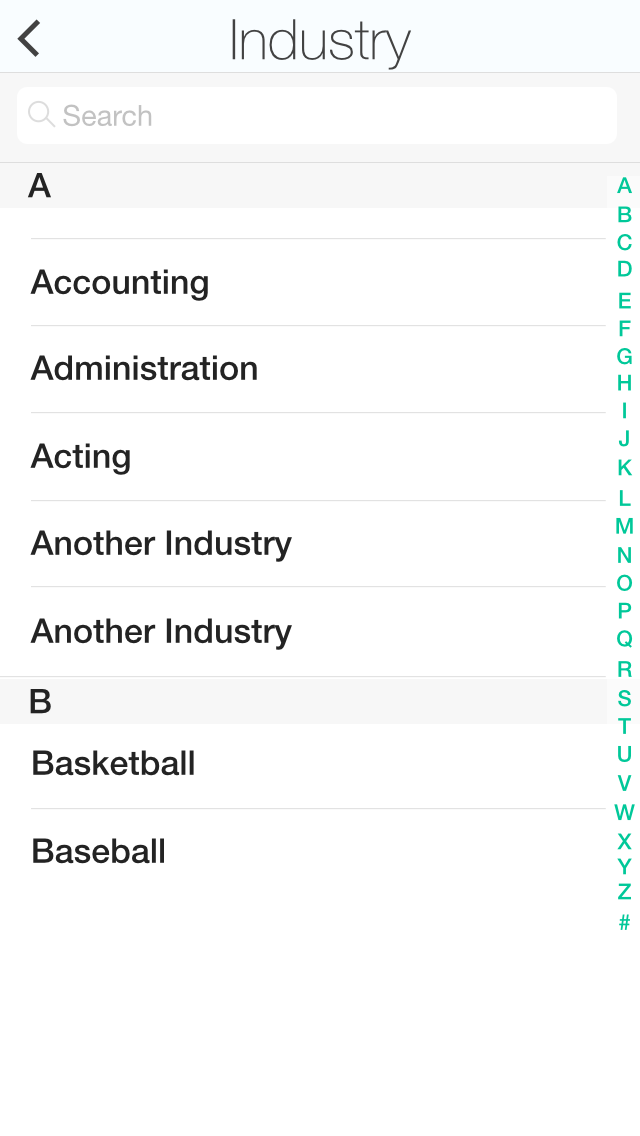 Industry
Search
A
Accounting
Administration
Acting
Another Industry
Another Industry
B
Basketball
Baseball
A
B
C
D
E
F
G
H
I
J
K
L
M
N
O
P
Q
R
S
T
U
V
W
X
Y
Z
#